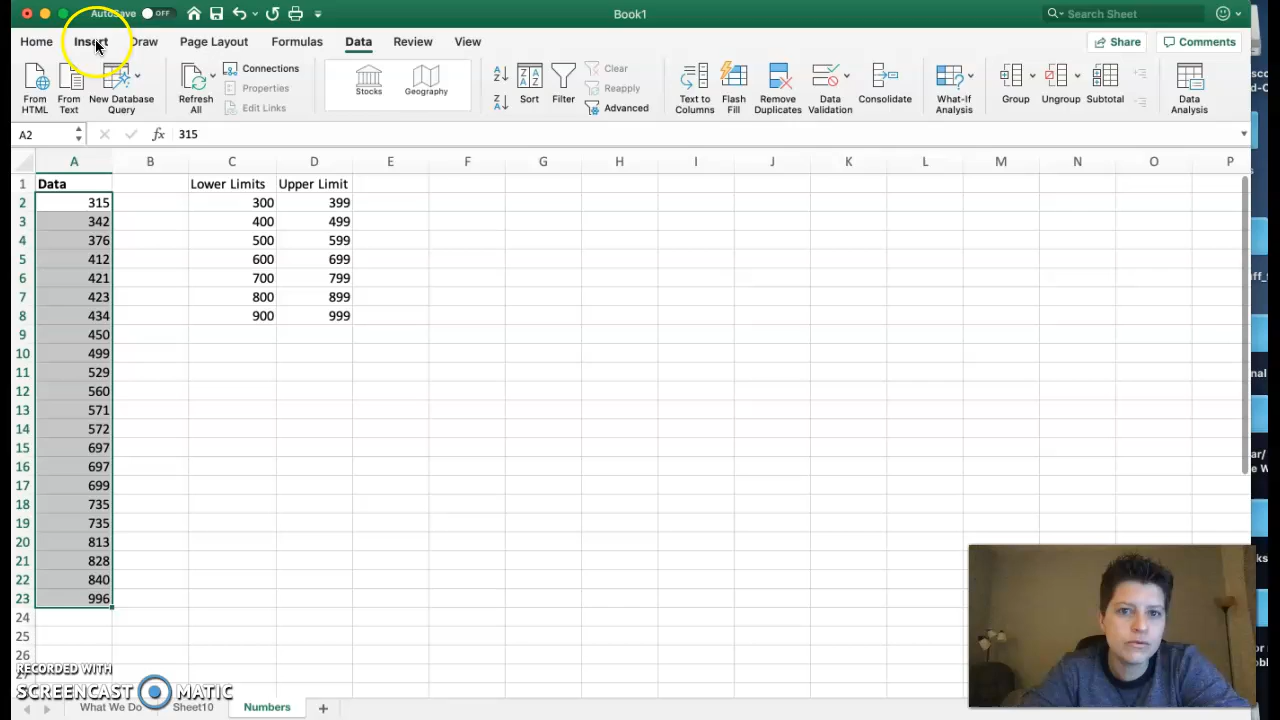 AutoSave OFF Book1 Search Sheet
Home Insert Draw Page Layout Formulas Data Review View Share Comments
From HTML
From Text
New Database Query
Refresh All
Connections
Properties
Edit Links
Stocks
Geography
Sort
Filter
Clear
Reapply
Advanced
Text to Columns
Flash Fill
Remove Duplicates
Data Validation
Consolidate
What-If Analysis
Group
Ungroup
Subtotal
Data Analysis
A2 fx 315
A B C D E F G H I J K L M N O P
1 Data Lower Limits Upper Limit
2 315 300 399
3 342 400 499
4 376 500 599
5 412 600 699
6 421 700 799
7 423 800 899
8 434 900 999
9 450
10 499
11 529
12 560
13 571
14 572
15 697
16 697
17 699
18 735
19 735
20 813
21 828
22 840
23 996
24
25
26
RECORDED WITH
SCREENCAST MATIC
What We Do Sheet10 Numbers